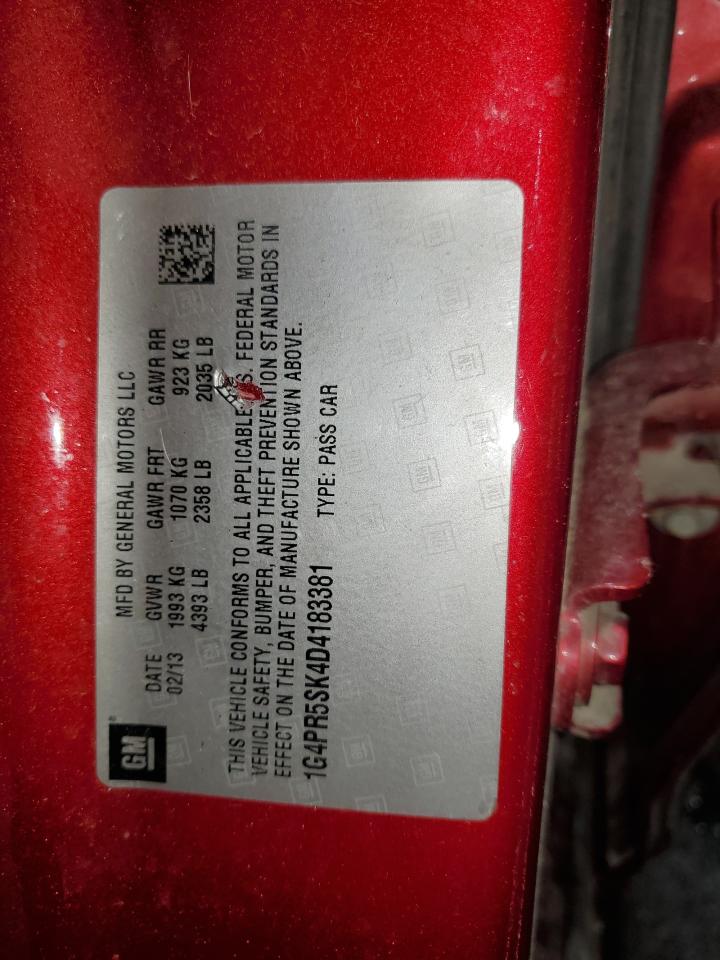 GM®
MFD BY GENERAL MOTORS LLC
DATE GVWR GAWR FRT GAWR RR
02/13 1993 KG 1070 KG 923 KG
4393 LB 2358 LB 2035 LB
THIS VEHICLE CONFORMS TO ALL APPLICABLE S. FEDERAL MOTOR
VEHICLE SAFETY, BUMPER, AND THEFT PREVENTION STANDARDS IN
EFFECT ON THE DATE OF MANUFACTURE SHOWN ABOVE.
1G4PR5SK4D4183381 TYPE: PASS CAR